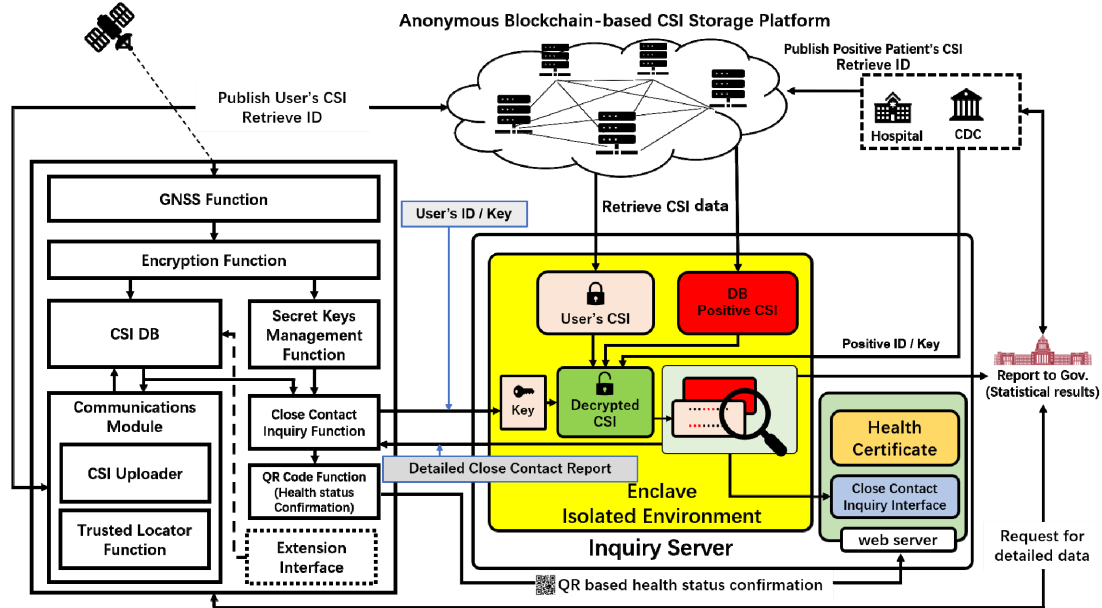 Anonymous Blockchain-based CSI Storage Platform
Publish User's CSI
Retrieve ID
Publish Positive Patient's CSI
Retrieve ID
Hospital
CDC
GNSS Function
Encryption Function
CSI DB
Secret Keys
Management
Function
Communications
Module
CSI Uploader
Trusted Locator
Function
Close Contact
Inquiry Function
QR Code Function
(Health status
Confirmation)
Extension
Interface
User's ID / Key
Detailed Close Contact Report
Retrieve CSI data
User's CSI
DB
Positive CSI
Positive ID / Key
Key
Decrypted
CSI
Enclave
Isolated Environment
Inquiry Server
Health
Certificate
Close Contact
Inquiry Interface
web server
QR based health status confirmation
Report to Gov.
(Statistical results)
Request for
detailed data